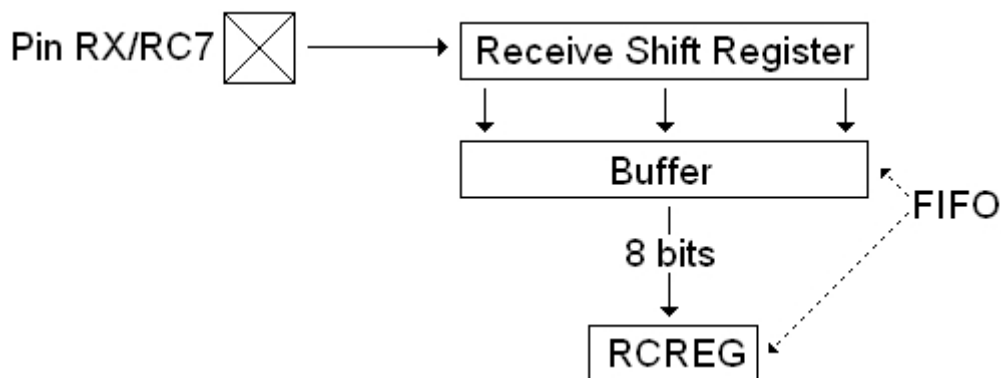 Pin RX/RC7
Receive Shift Register
Buffer
FIFO
8 bits
RCREG